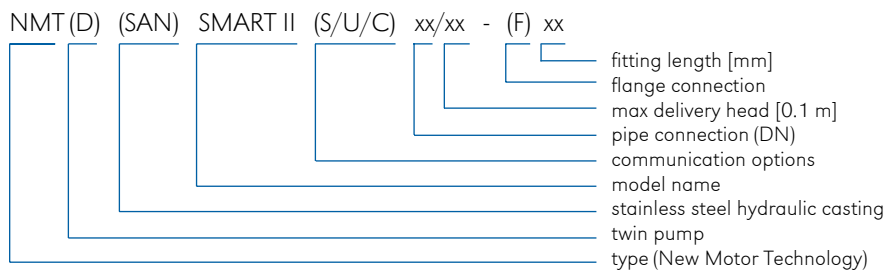 NMT (D) (SAN) SMART II (S/U/C) xx/xx - (F) xx
fitting length [mm]
flange connection
max delivery head [0.1 m]
pipe connection (DN)
communication options
model name
stainless steel hydraulic casting
twin pump
type (New Motor Technology)